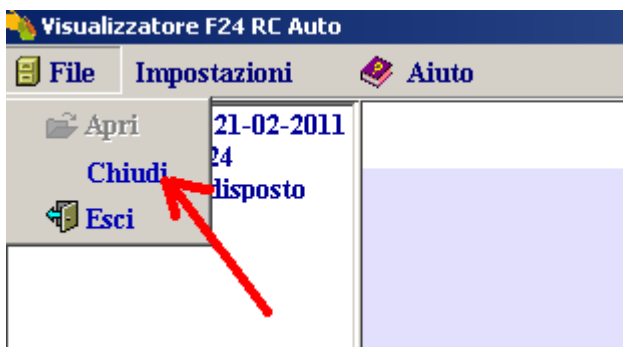 Visualizzatore F24 RC Auto
File Impostazioni Aiuto
Apri
Chiudi
Esci
21-02-2011
24
disposto